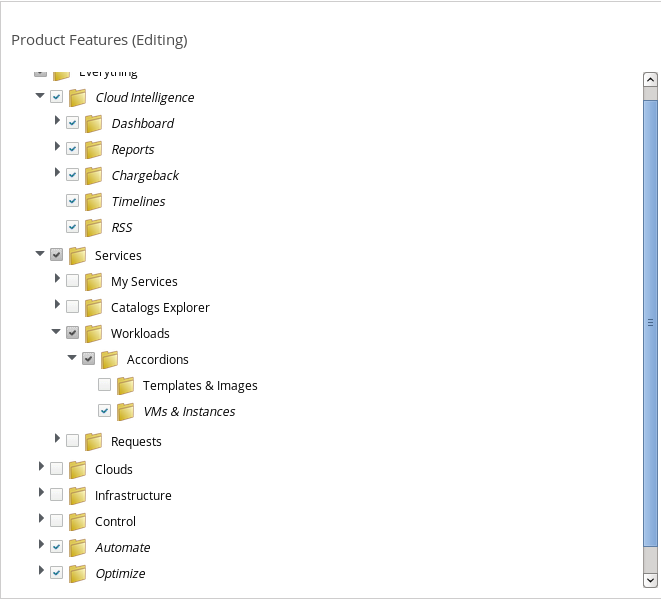 Product Features (Editing)
Everything
Cloud Intelligence
Dashboard
Reports
Chargeback
Timelines
RSS
Services
My Services
Catalogs Explorer
Workloads
Accordions
Templates & Images
VMs & Instances
Requests
Clouds
Infrastructure
Control
Automate
Optimize